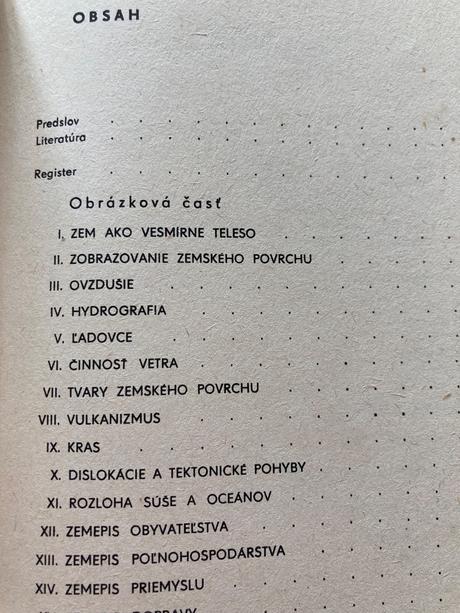 OBSAH
Predslov . . . . . . . . . . . .
Literatúra . . . . . . . . . . . .
Register . . . . . . . . . . . .
Obrázková časť
I. ZEM AKO VESMÍRNE TELESO . . . . . .
II. ZOBRAZOVANIE ZEMSKÉHO POVRCHU . . . .
III. OVZDUŠIE . . . . . . . . . .
IV. HYDROGRAFIA . . . . . . . . .
V. ĽADOVCE . . . . . . . . . .
VI. ČINNOSŤ VETRA . . . . . . . . .
VII. TVARY ZEMSKÉHO POVRCHU . . . . . .
VIII. VULKANIZMUS . . . . . . . . .
IX. KRAS . . . . . . . . . . .
X. DISLOKÁCIE A TEKTONICKÉ POHYBY . . . . .
XI. ROZLOHA SÚŠE A OCEÁNOV . . . . . .
XII. ZEMEPIS OBYVATEĽSTVA . . . . . . .
XIII. ZEMEPIS POĽNOHOSPODÁRSTVA . . . . .
XIV. ZEMEPIS PRIEMYSLU . . . . . . .
DOPRAVY